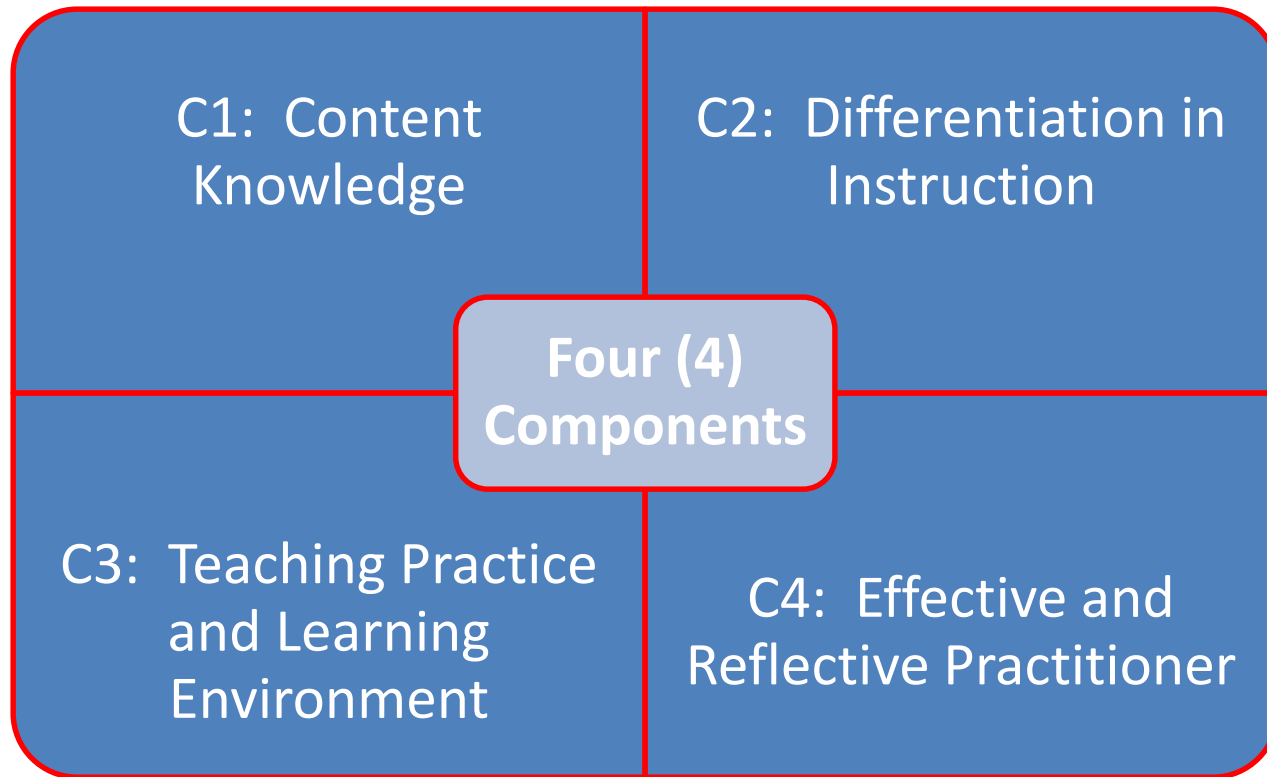 C1:  Content
Knowledge
C2:  Differentiation in
Instruction
Four (4)
Components
C3:  Teaching Practice
and Learning
Environment
C4:  Effective and
Reflective Practitioner